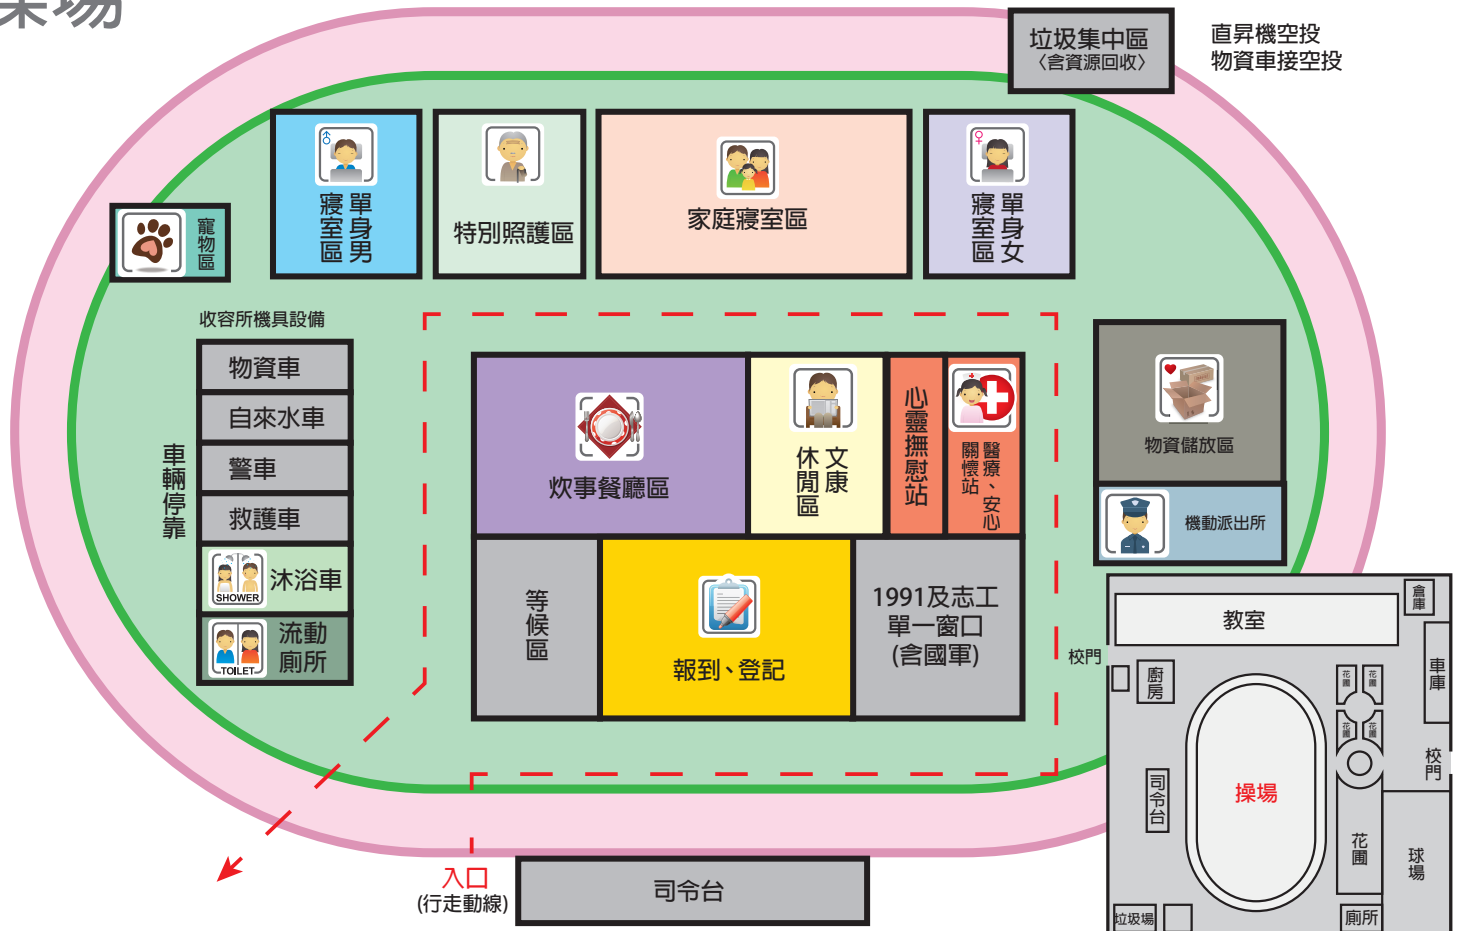 操場
垃圾集中區
〈含資源回收〉
直昇機空投
物資車接空投
單身男
寢室區
特別照護區
家庭寢室區
單身女
寢室區
寵物區
收容所機具設備
車輛停靠
物資車
自來水車
警車
救護車
SHOWER
沐浴車
TOILET
流動
廁所
炊事餐廳區
文康
休閒區
心靈撫慰站
醫療、安心
關懷站
等候區
報到、登記
1991及志工
單一窗口
(含國軍)
物資儲放區
機動派出所
入口
(行走動線)
司令台
校門
教室
倉庫
車庫
廚房
花圃
花圃
花圃
花圃
校門
司令台
操場
花圃
球場
垃圾場
廁所